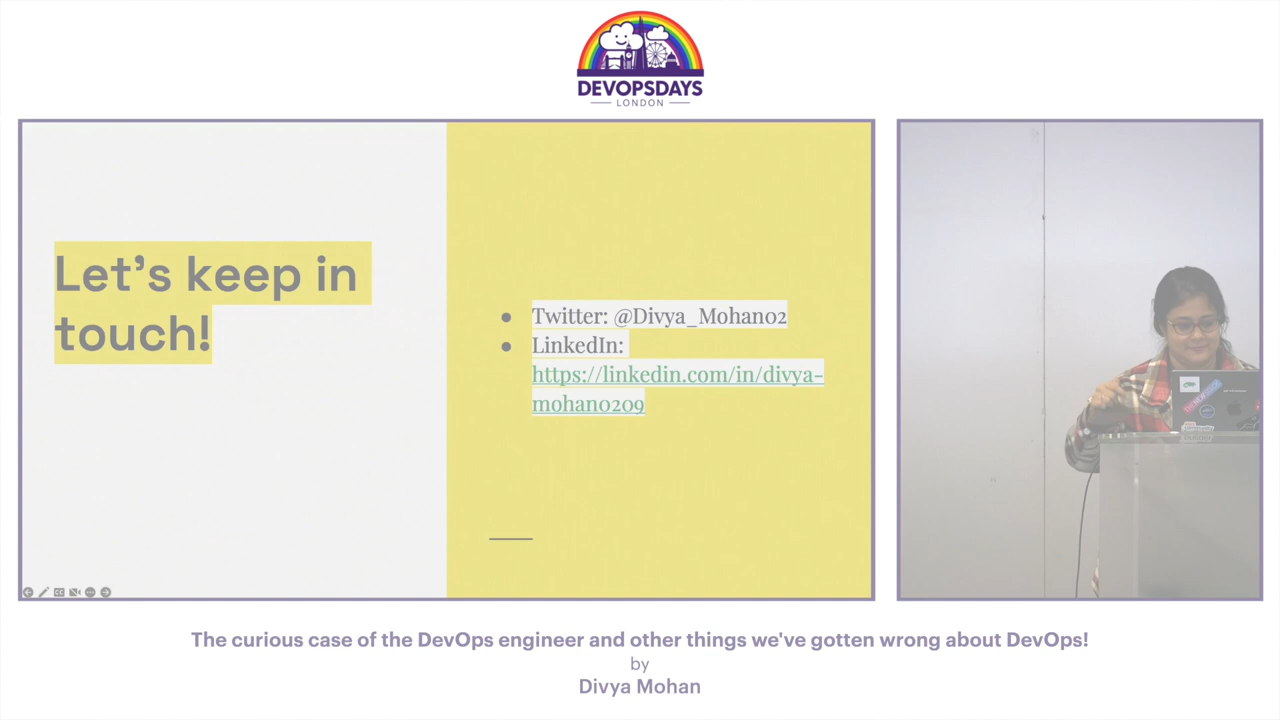 DEVOPSDAYS
LONDON
Let's keep in
touch!
● Twitter: @Divya_Mohan02
● LinkedIn:
https://linkedin.com/in/divya-
mohan0209
The curious case of the DevOps engineer and other things we've gotten wrong about DevOps!
by
Divya Mohan